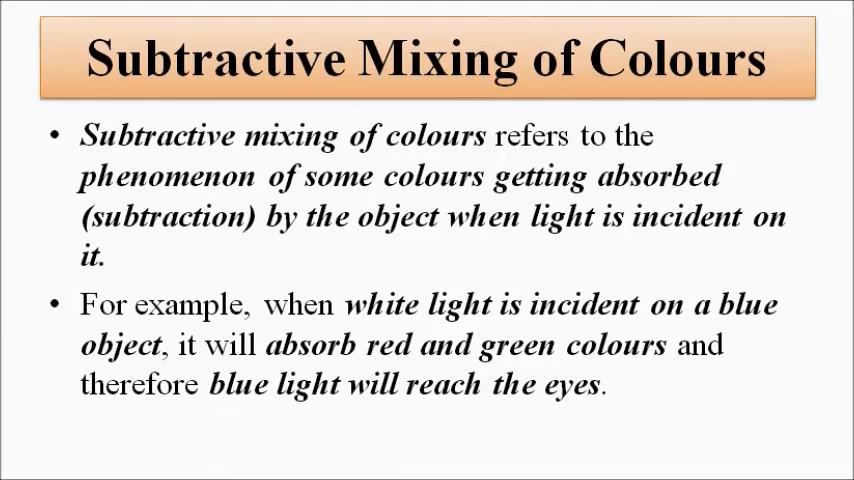 Subtractive Mixing of Colours
• Subtractive mixing of colours refers to the
phenomenon of some colours getting absorbed
(subtraction) by the object when light is incident on
it.
• For example, when white light is incident on a blue
object, it will absorb red and green colours and
therefore blue light will reach the eyes.